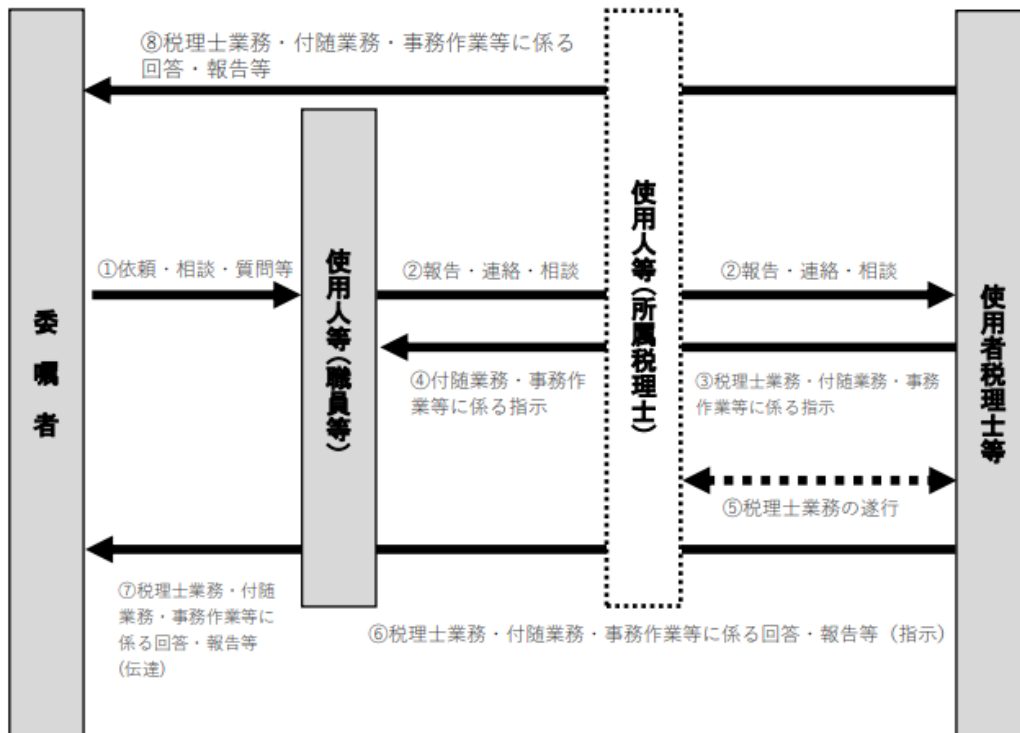 ⑧税理士業務・付随業務・事務作業等に係る
回答・報告等
委嘱者
①依頼・相談・質問等
使用人等（職員等）
②報告・連絡・相談
使用人等（所属税理士）
②報告・連絡・相談
使用者税理士等
④付随業務・事務作
業等に係る指示
③税理士業務・付随業務・事務
作業等に係る指示
⑤税理士業務の遂行
⑦税理士業務・付随
業務・事務作業等に
係る回答・報告等
(伝達)
⑥税理士業務・付随業務・事務作業等に係る回答・報告等（指示）